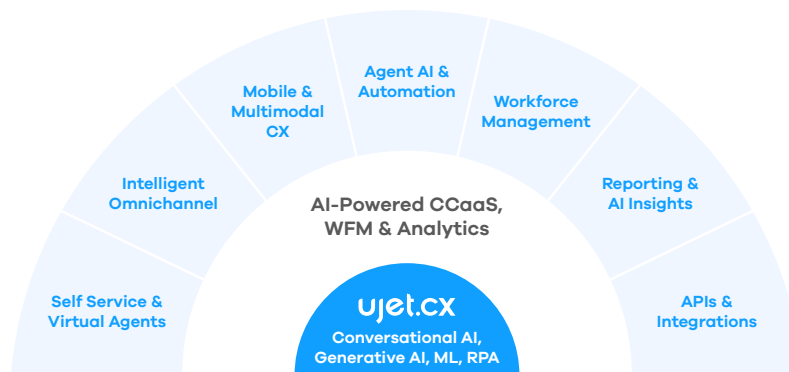 Agent AI &
Automation
Mobile &
Multimodal
CX
Workforce
Management
Intelligent
Omnichannel
Reporting &
AI Insights
AI-Powered CCaaS,
WFM & Analytics
Self Service &
Virtual Agents
APIs &
Integrations
ujet.cx
Conversational AI,
Generative AI, ML, RPA